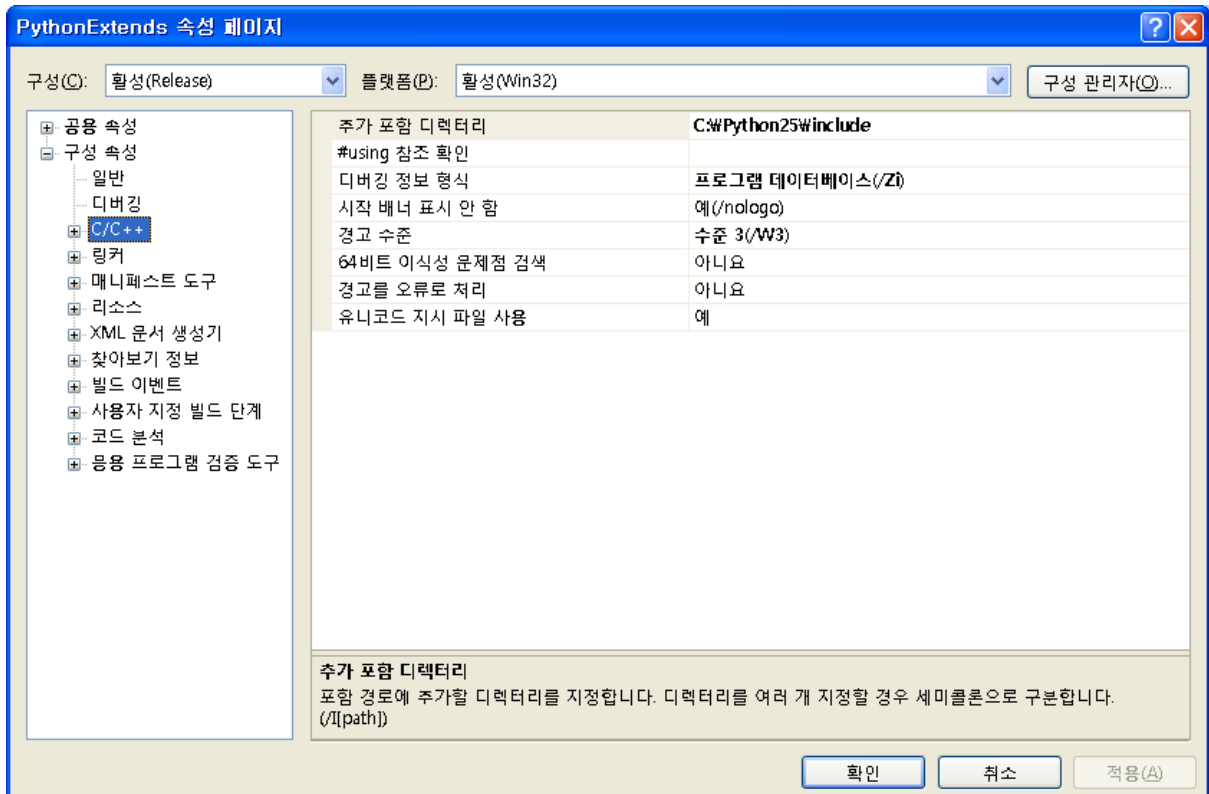 PythonExtends 속성 페이지
구성(C): 활성(Release) 플랫폼(P): 활성(Win32) 구성 관리자(O)...
공용 속성
구성 속성
일반
디버깅
C/C++
링커
매니페스트 도구
리소스
XML 문서 생성기
찾아보기 정보
빌드 이벤트
사용자 지정 빌드 단계
코드 분석
응용 프로그램 검증 도구
추가 포함 디렉터리 C:₩Python25₩include
#using 참조 확인
디버깅 정보 형식 프로그램 데이터베이스(/Zi)
시작 배너 표시 안 함 예(/nologo)
경고 수준 수준 3(/W3)
64비트 이식성 문제점 검색 아니요
경고를 오류로 처리 아니요
유니코드 지시 파일 사용 예
추가 포함 디렉터리
포함 경로에 추가할 디렉터리를 지정합니다. 디렉터리를 여러 개 지정할 경우 세미콜론으로 구분합니다.
(/I[path])
확인 취소 적용(A)